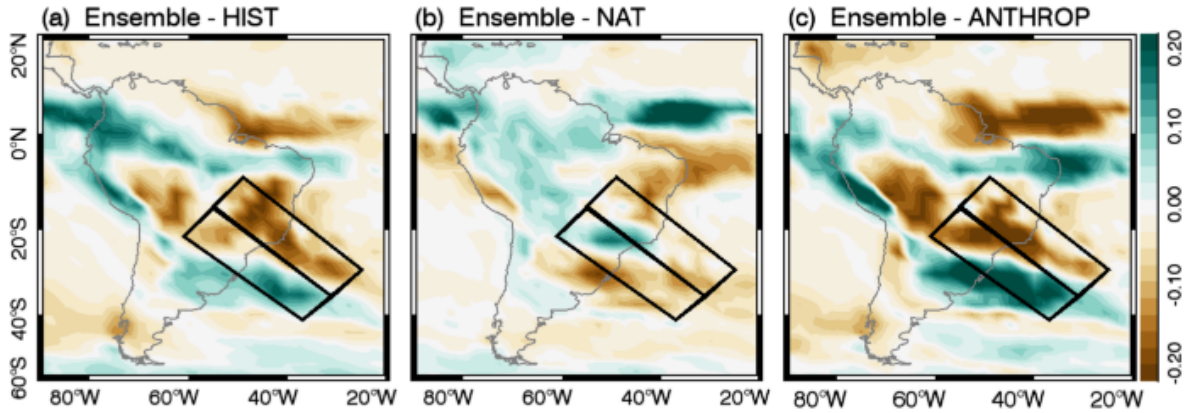 (a) Ensemble - HIST
(b) Ensemble - NAT
(c) Ensemble - ANTHROP
20°N
0°N
20°S
40°S
60°S
80°W 60°W 40°W 20°W
80°W 60°W 40°W 20°W
80°W 60°W 40°W 20°W
0.20
0.10
0.00
-0.10
-0.20